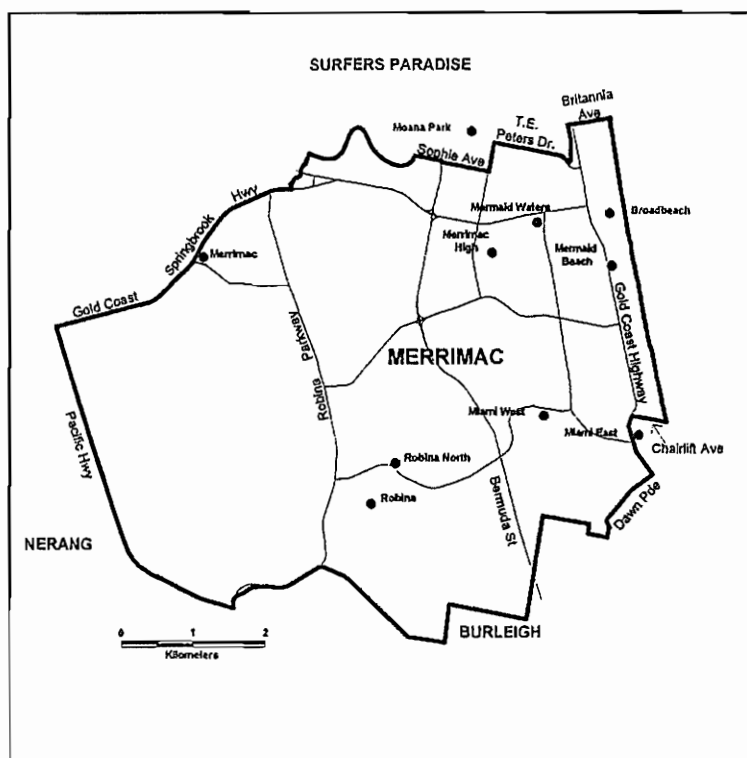 SURFERS PARADISE
Britannia
Ave
Moana Park
T.E.
Peters Dr.
Sophie Ave
Hwy
Springbrook
Gold Coast
Merrimac
Mermaid Waters
Broadbeach
Merrimac
High
Mermaid
Beach
Gold Coast Highway
Parkway
Robina
MERRIMAC
Pacific Hwy
Miami West
Miami East
Chairlift Ave
Robina North
Robina
Bermuda St
Dawn Pde
NERANG
BURLEIGH
0 1 2
Kilometers